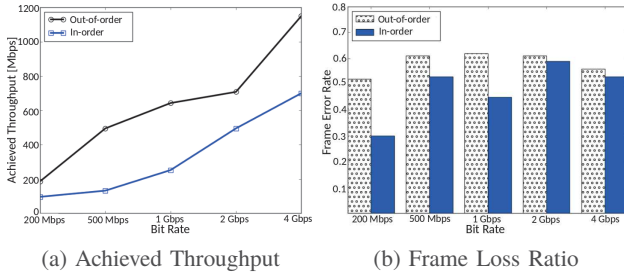 1200
1000
800
600
400
200
0
Achieved Throughput [Mbps]
Out-of-order
In-order
200 Mbps 500 Mbps 1 Gbps 2 Gbps 4 Gbps
Bit Rate
(a) Achieved Throughput
0.8
0.7
0.6
0.5
0.4
0.3
0.2
0.1
Frame Error Rate
Out-of-order
In-order
200 Mbps 500 Mbps 1 Gbps 2 Gbps 4 Gbps
Bit Rate
(b) Frame Loss Ratio